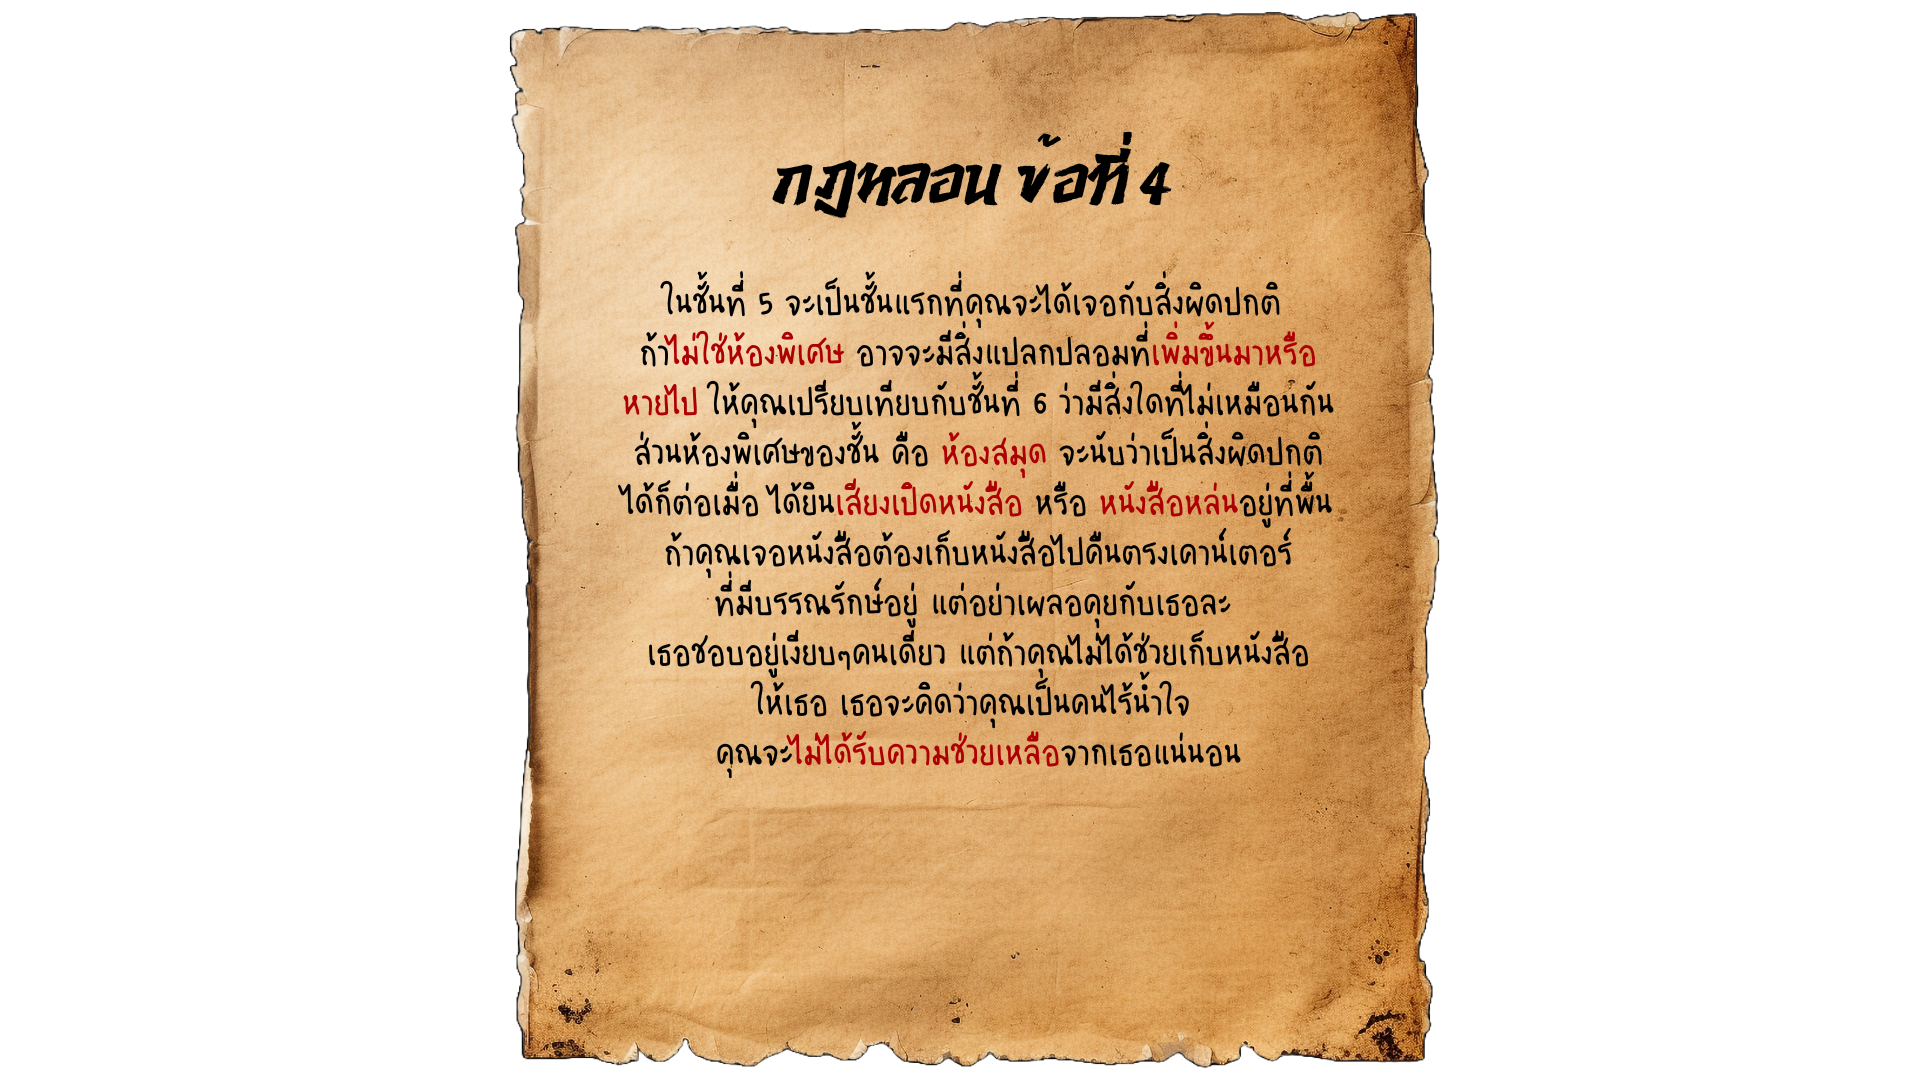 กฎหลอน ข้อที่ 4
ในชั้นที่ 5 จะเป็นชั้นแรกที่คุณจะได้เจอกับสิ่งผิดปกติ
ถ้าไม่ใช่ห้องพิเศษ อาจจะมีสิ่งแปลกปลอมที่เพิ่มขึ้นมาหรือ
หายไป ให้คุณเปรียบเทียบกับชั้นที่ 6 ว่ามีสิ่งใดที่ไม่เหมือนกัน
ส่วนห้องพิเศษของชั้น คือ ห้องสมุด จะนับว่าเป็นสิ่งผิดปกติ
ได้ก็ต่อเมื่อ ได้ยินเสียงเปิดหนังสือ หรือ หนังสือหล่นอยู่ที่พื้น
ถ้าคุณเจอหนังสือต้องเก็บหนังสือไปคืนตรงเคาน์เตอร์
ที่มีบรรณรักษ์อยู่ แต่อย่าเผลอคุยกับเธอละ
เธอชอบอยู่เงียบๆคนเดียว แต่ถ้าคุณไม่ได้ช่วยเก็บหนังสือ
ให้เธอ เธอจะคิดว่าคุณเป็นคนไร้น้ำใจ
คุณจะไม่ได้รับความช่วยเหลือจากเธอแน่นอน